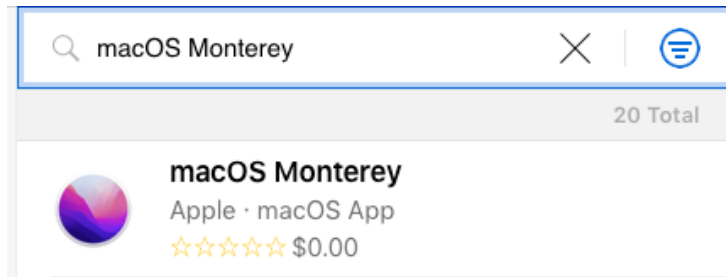 macOS Monterey
20 Total
macOS Monterey
Apple · macOS App
☆☆☆☆☆ $0.00